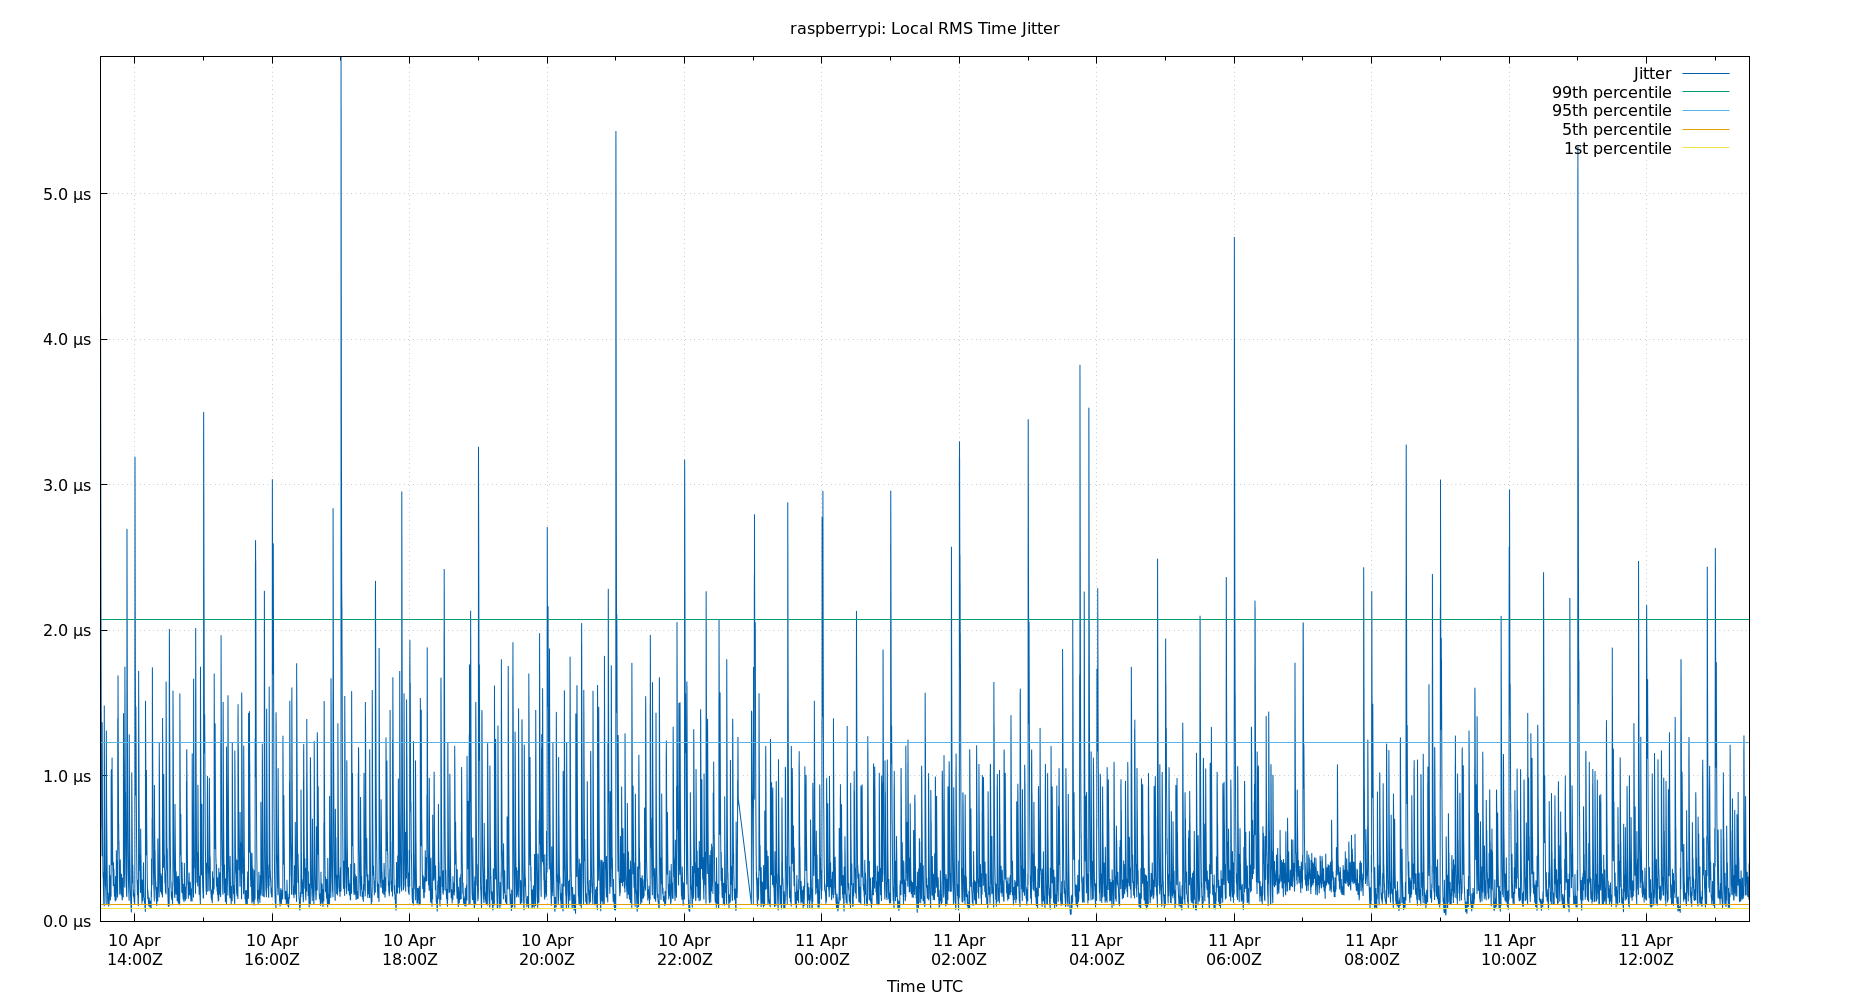 raspberrypi: Local RMS Time Jitter
Jitter
99th percentile
95th percentile
5th percentile
1st percentile
5.0 µs
4.0 µs
3.0 µs
2.0 µs
1.0 µs
0.0 µs
10 Apr 10 Apr 10 Apr 10 Apr 10 Apr 11 Apr 11 Apr 11 Apr 11 Apr 11 Apr 11 Apr 11 Apr
14:00Z 16:00Z 18:00Z 20:00Z 22:00Z 00:00Z 02:00Z 04:00Z 06:00Z 08:00Z 10:00Z 12:00Z
Time UTC